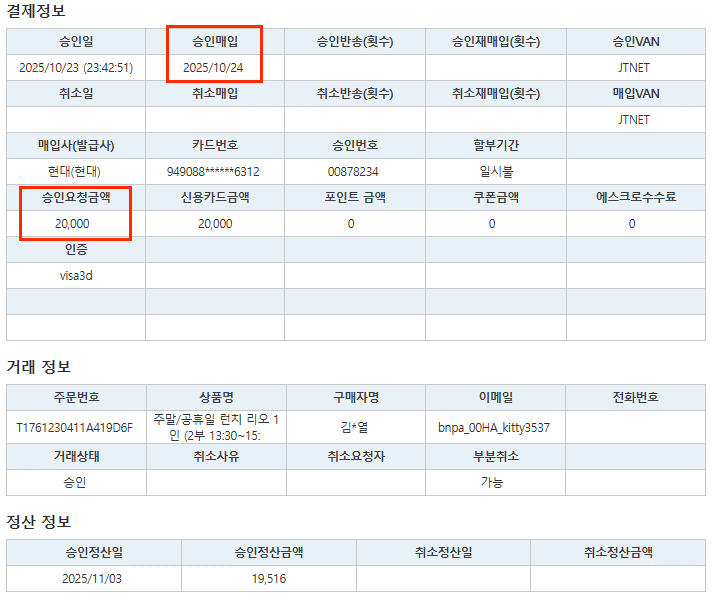 결제정보
승인일 승인매입 승인반송(횟수) 승인재매입(횟수) 승인VAN
2025/10/23 (23:42:51) 2025/10/24 JTNET
취소일 취소매입 취소반송(횟수) 취소재매입(횟수) 매입VAN
JTNET
매입사(발급사) 카드번호 승인번호 할부기간
현대(현대) 949088******6312 00878234 일시불
승인요청금액 신용카드금액 포인트 금액 쿠폰금액 에스크로수수료
20,000 20,000 0 0 0
인증
visa3d
거래 정보
주문번호 상품명 구매자명 이메일 전화번호
T1761230411A419D6F 주말/공휴일 런치 리오 1 김*열 bnpa_00HA_kitty3537
인 (2부 13:30~15:
거래상태 취소사유 취소요청자 부분취소
승인 가능
정산 정보
승인정산일 승인정산금액 취소정산일 취소정산금액
2025/11/03 19,516